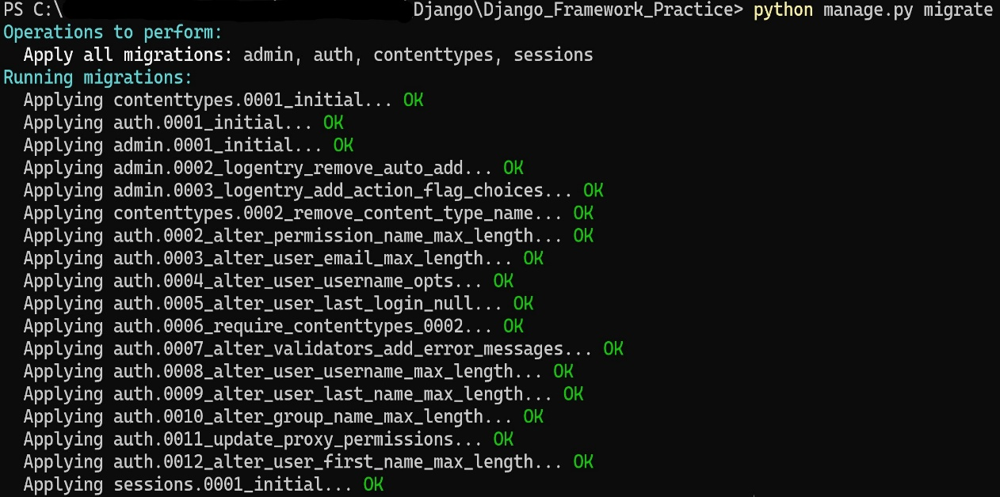 PS C:\ Django\Django_Framework_Practice> python manage.py migrate
Operations to perform:
  Apply all migrations: admin, auth, contenttypes, sessions
Running migrations:
  Applying contenttypes.0001_initial... OK
  Applying auth.0001_initial... OK
  Applying admin.0001_initial... OK
  Applying admin.0002_logentry_remove_auto_add... OK
  Applying admin.0003_logentry_add_action_flag_choices... OK
  Applying contenttypes.0002_remove_content_type_name... OK
  Applying auth.0002_alter_permission_name_max_length... OK
  Applying auth.0003_alter_user_email_max_length... OK
  Applying auth.0004_alter_user_username_opts... OK
  Applying auth.0005_alter_user_last_login_null... OK
  Applying auth.0006_require_contenttypes_0002... OK
  Applying auth.0007_alter_validators_add_error_messages... OK
  Applying auth.0008_alter_user_username_max_length... OK
  Applying auth.0009_alter_user_last_name_max_length... OK
  Applying auth.0010_alter_group_name_max_length... OK
  Applying auth.0011_update_proxy_permissions... OK
  Applying auth.0012_alter_user_first_name_max_length... OK
  Applying sessions.0001_initial... OK